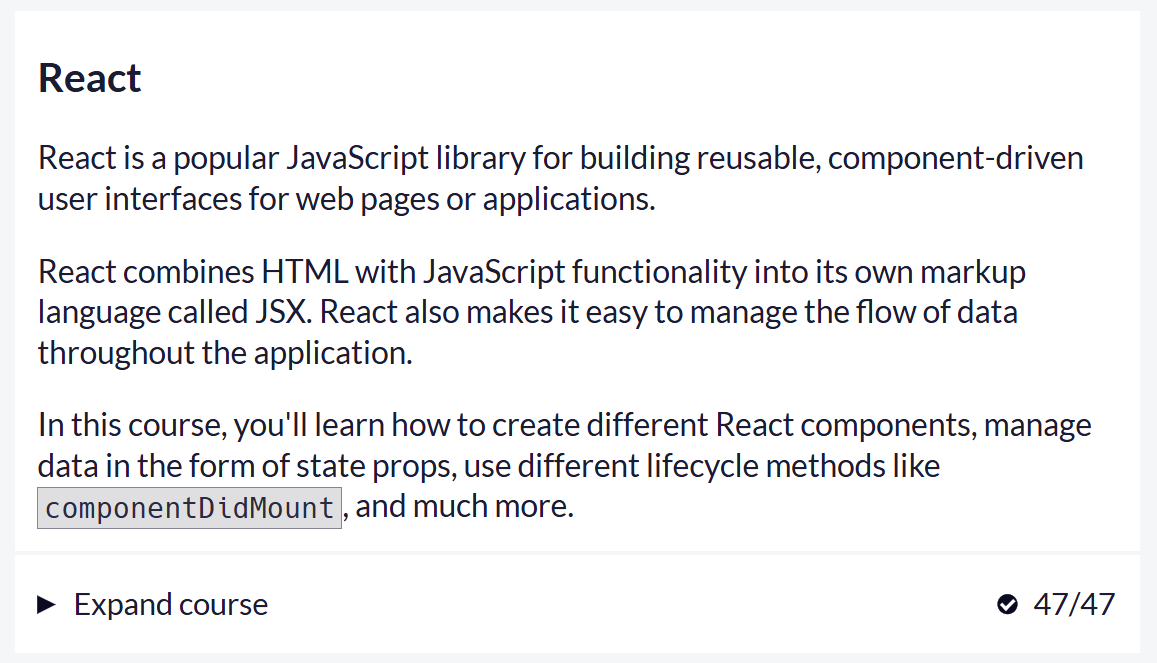 React
React is a popular JavaScript library for building reusable, component-driven
user interfaces for web pages or applications.
React combines HTML with JavaScript functionality into its own markup
language called JSX. React also makes it easy to manage the flow of data
throughout the application.
In this course, you'll learn how to create different React components, manage
data in the form of state props, use different lifecycle methods like
componentDidMount, and much more.
Expand course 47/47